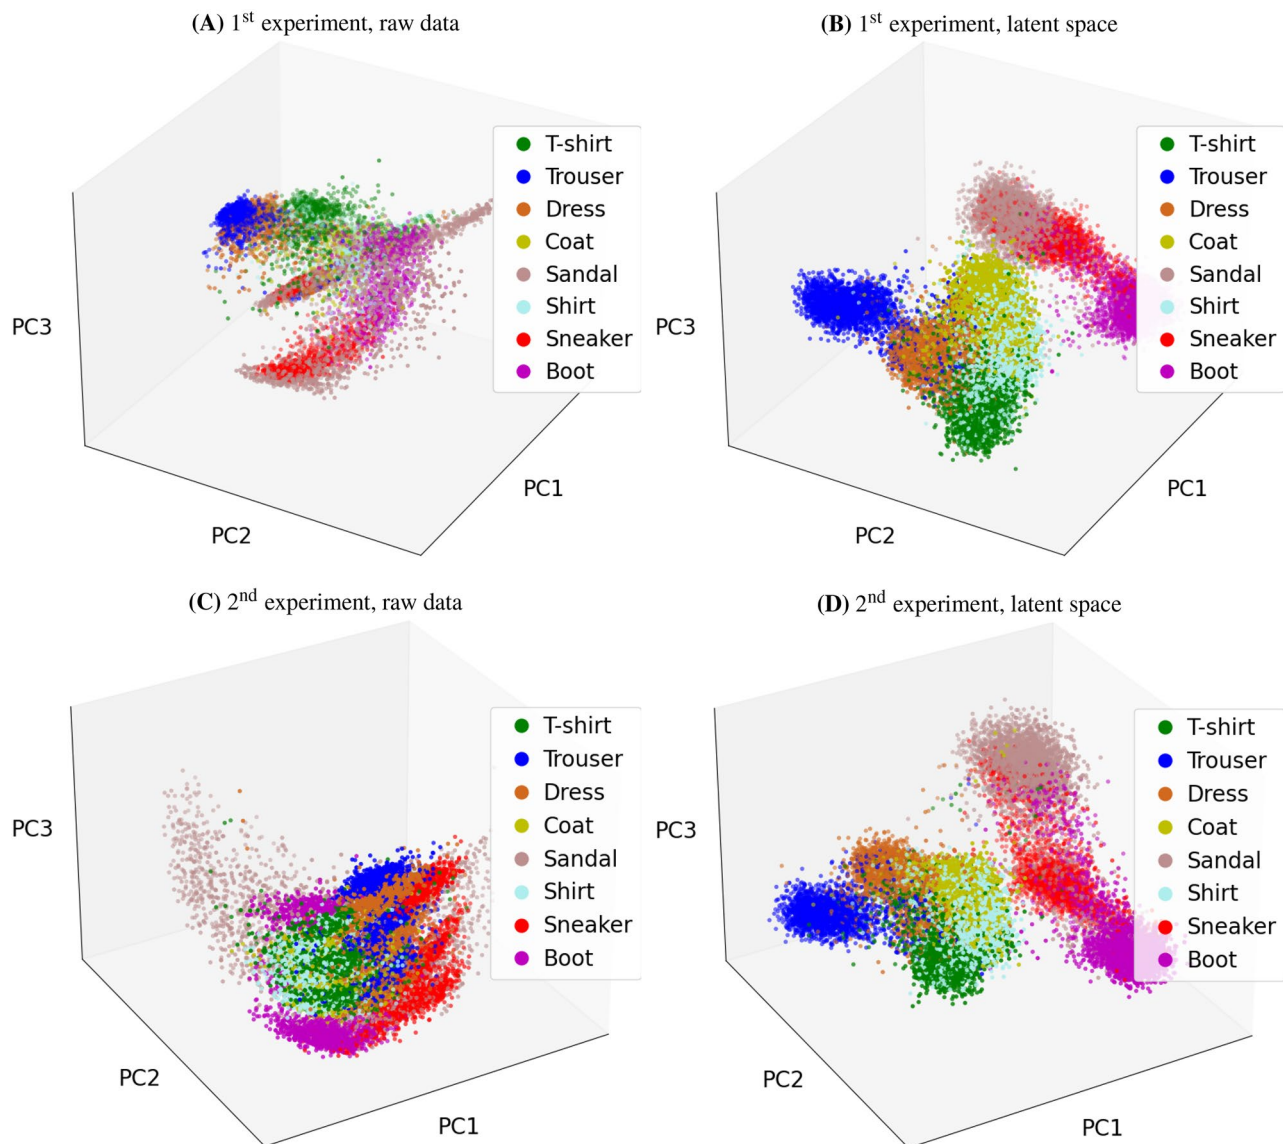 (A) 1st experiment, raw data
T-shirt
Trouser
Dress
Coat
Sandal
Shirt
Sneaker
Boot
PC3
PC2
PC1
(B) 1st experiment, latent space
T-shirt
Trouser
Dress
Coat
Sandal
Shirt
Sneaker
Boot
PC3
PC2
PC1
(C) 2nd experiment, raw data
T-shirt
Trouser
Dress
Coat
Sandal
Shirt
Sneaker
Boot
PC3
PC2
PC1
(D) 2nd experiment, latent space
T-shirt
Trouser
Dress
Coat
Sandal
Shirt
Sneaker
Boot
PC3
PC2
PC1